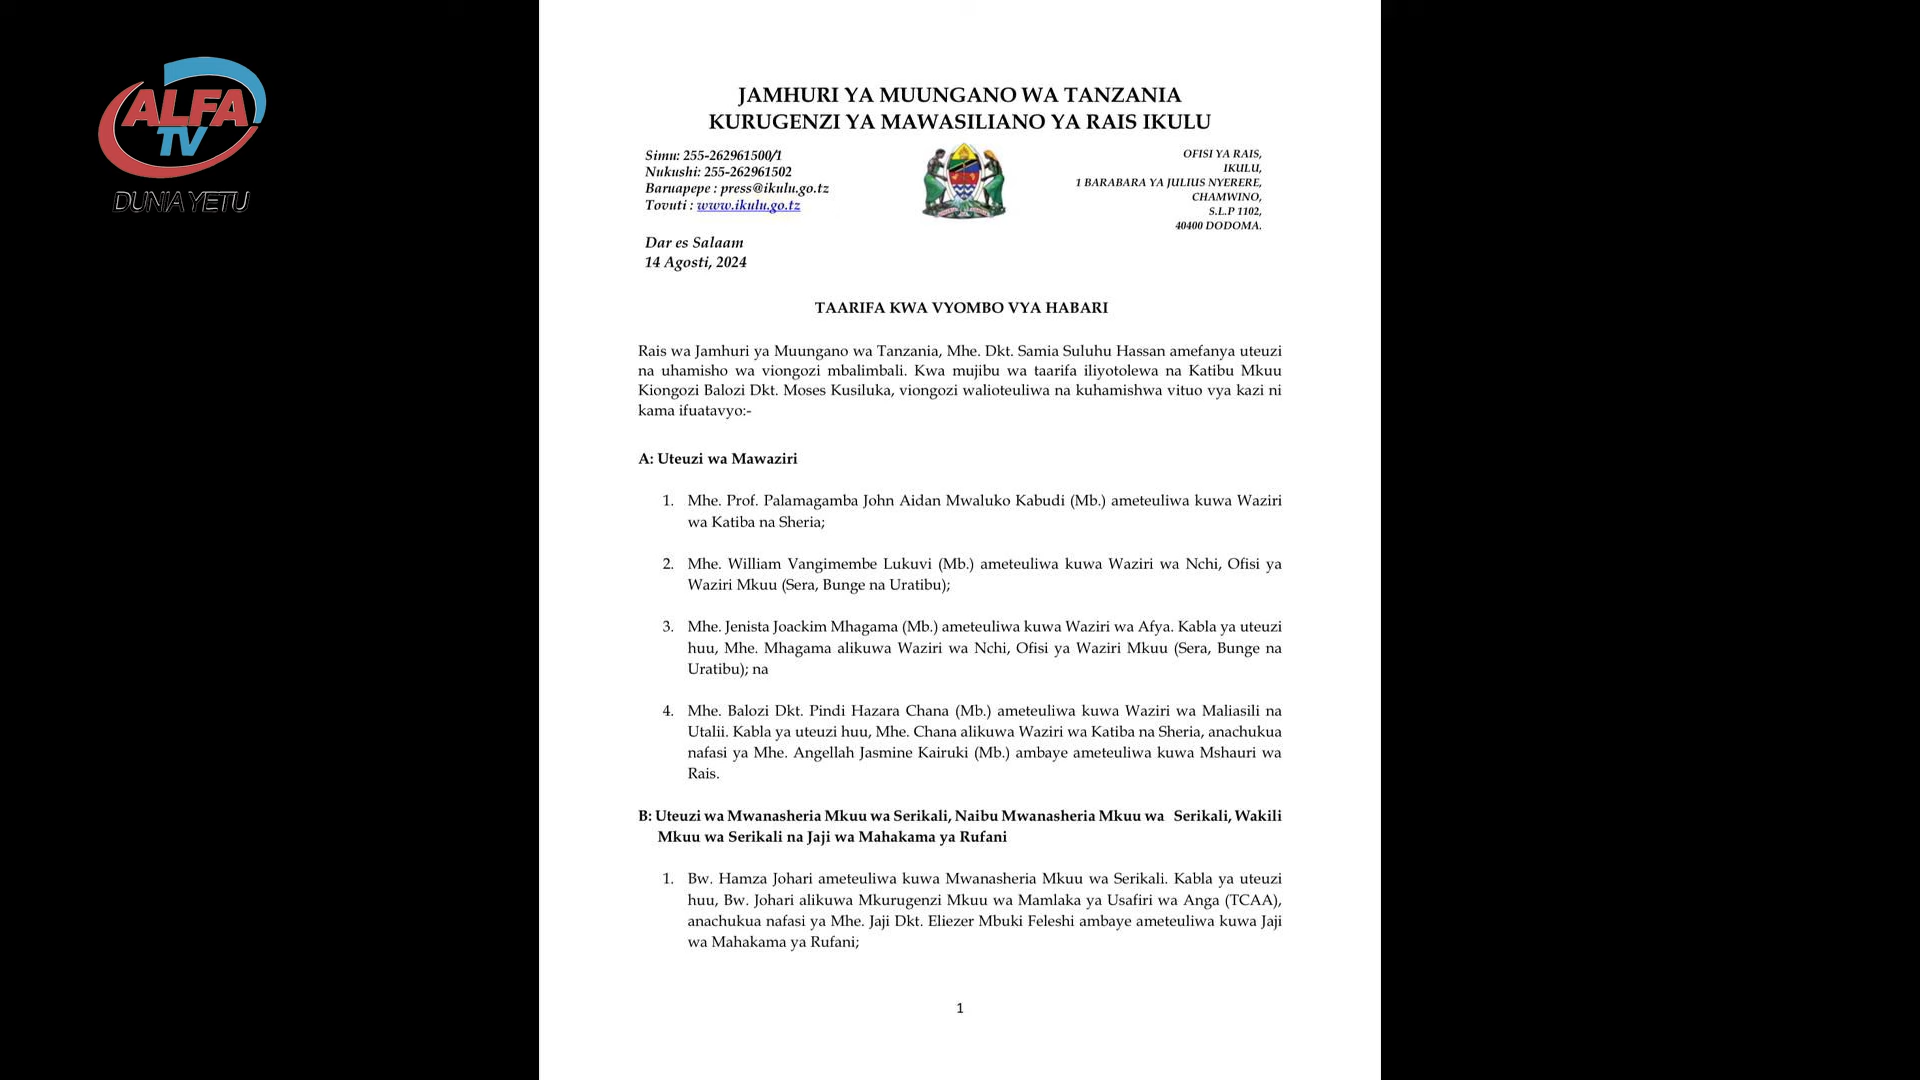 ALFA
TV
DUNIA YETU
JAMHURI YA MUUNGANO WA TANZANIA
KURUGENZI YA MAWASILIANO YA RAIS IKULU
Simu: 255-262961500/1
Nukushi: 255-262961502
Baruapepe : press@ikulu.go.tz
Tovuti : www.ikulu.go.tz
OFISI YA RAIS,
IKULU,
1 BARABARA YA JULIUS NYERERE,
CHAMWINO,
S.L.P 1102,
40400 DODOMA.
Dar es Salaam
14 Agosti, 2024
TAARIFA KWA VYOMBO VYA HABARI
Rais wa Jamhuri ya Muungano wa Tanzania, Mhe. Dkt. Samia Suluhu Hassan amefanya uteuzi
na uhamisho wa viongozi mbalimbali. Kwa mujibu wa taarifa iliyotolewa na Katibu Mkuu
Kiongozi Balozi Dkt. Moses Kusiluka, viongozi walioteuliwa na kuhamishwa vituo vya kazi ni
kama ifuatavyo:-
A: Uteuzi wa Mawaziri
1. Mhe. Prof. Palamagamba John Aidan Mwaluko Kabudi (Mb.) ameteuliwa kuwa Waziri
wa Katiba na Sheria;
2. Mhe. William Vangimembe Lukuvi (Mb.) ameteuliwa kuwa Waziri wa Nchi, Ofisi ya
Waziri Mkuu (Sera, Bunge na Uratibu);
3. Mhe. Jenista Joackim Mhagama (Mb.) ameteuliwa kuwa Waziri wa Afya. Kabla ya uteuzi
huu, Mhe. Mhagama alikuwa Waziri wa Nchi, Ofisi ya Waziri Mkuu (Sera, Bunge na
Uratibu); na
4. Mhe. Balozi Dkt. Pindi Hazara Chana (Mb.) ameteuliwa kuwa Waziri wa Maliasili na
Utalii. Kabla ya uteuzi huu, Mhe. Chana alikuwa Waziri wa Katiba na Sheria, anachukua
nafasi ya Mhe. Angellah Jasmine Kairuki (Mb.) ambaye ameteuliwa kuwa Mshauri wa
Rais.
B: Uteuzi wa Mwanasheria Mkuu wa Serikali, Naibu Mwanasheria Mkuu wa Serikali, Wakili
Mkuu wa Serikali na Jaji wa Mahakama ya Rufani
1. Bw. Hamza Johari ameteuliwa kuwa Mwanasheria Mkuu wa Serikali. Kabla ya uteuzi
huu, Bw. Johari alikuwa Mkurugenzi Mkuu wa Mamlaka ya Usafiri wa Anga (TCAA),
anachukua nafasi ya Mhe. Jaji Dkt. Eliezer Mbuki Feleshi ambaye ameteuliwa kuwa Jaji
wa Mahakama ya Rufani;
1